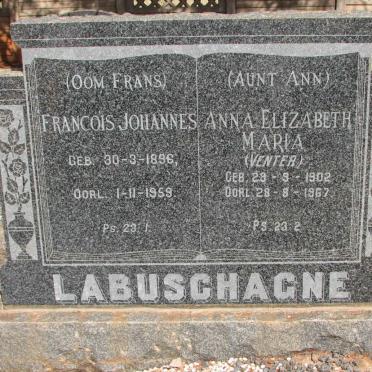 (OOM FRANS)
FRANCOIS JOHANNES
GEB. 30-3-1896,
OORL. 1-11-1959
PS. 23:1
(AUNT ANN)
ANNA ELIZABETH
MARIA
(VENTER)
GEB. 29-9-1902
OORL. 28-8-1967
PS. 23:2
LABUSCHAGNE